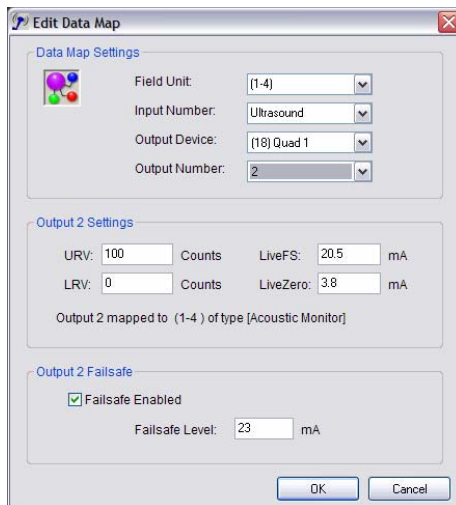 Edit Data Map
Data Map Settings
Field Unit: (1-4)
Input Number: Ultrasound
Output Device: (18) Quad 1
Output Number: 2
Output 2 Settings
URV: 100 Counts LiveFS: 20.5 mA
LRV: 0 Counts LiveZero: 3.8 mA
Output 2 mapped to (1-4 ) of type [Acoustic Monitor]
Output 2 Failsafe
Failsafe Enabled
Failsafe Level: 23 mA
OK Cancel